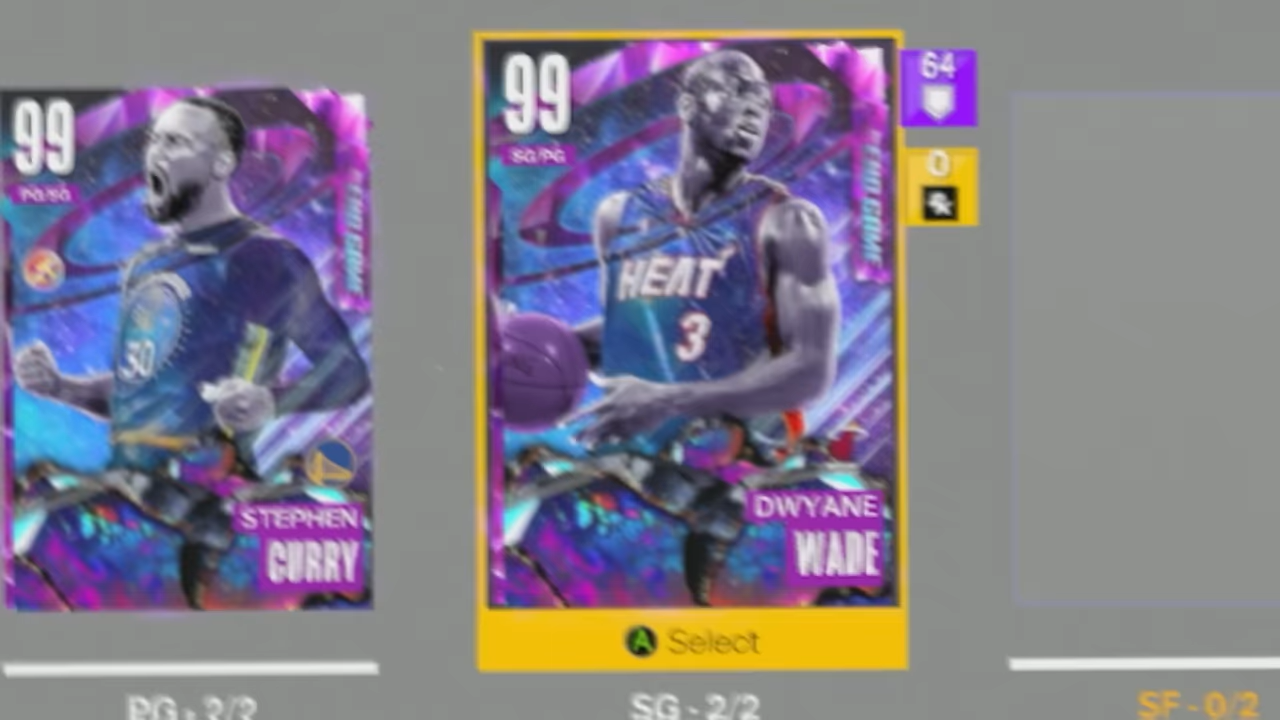 99
PG/SG
30
STEPHEN
CURRY
PG - 2/2
99
SG/PG
HEAT
3
DWYANE
WADE
A Select
SG - 2/2
64
0
SF - 0/2